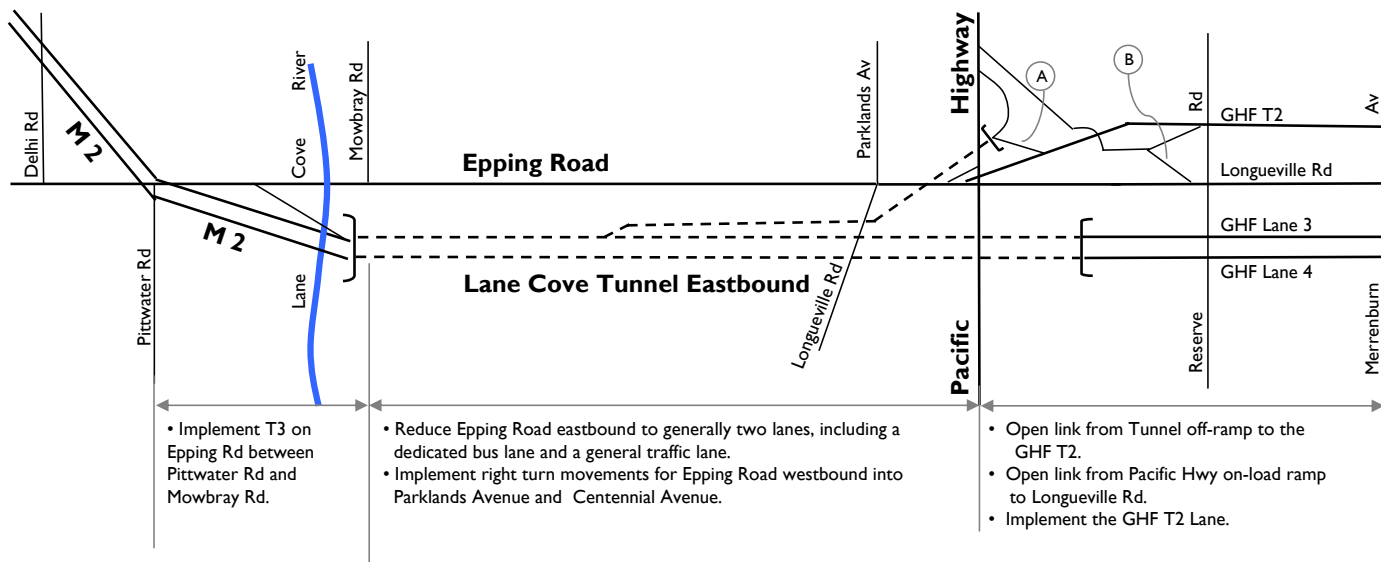 Delhi Rd
M 2
Pittwater Rd
M 2
Lane Cove River
Mowbray Rd
Epping Road
Parklands Av
Longueville Rd
Lane Cove Tunnel Eastbound
Pacific Highway
A
B
Reserve Rd
GHF T2
Longueville Rd
GHF Lane 3
GHF Lane 4
Merrenburn Av
• Implement T3 on
Epping Rd between
Pittwater Rd and
Mowbray Rd.
• Reduce Epping Road eastbound to generally two lanes, including a
dedicated bus lane and a general traffic lane.
• Implement right turn movements for Epping Road westbound into
Parklands Avenue and Centennial Avenue.
• Open link from Tunnel off-ramp to the
GHF T2.
• Open link from Pacific Hwy on-load ramp
to Longueville Rd.
• Implement the GHF T2 Lane.